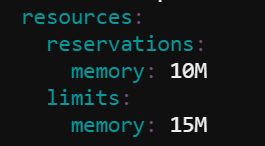 resources:
reservations:
memory: 10M
limits:
memory: 15M